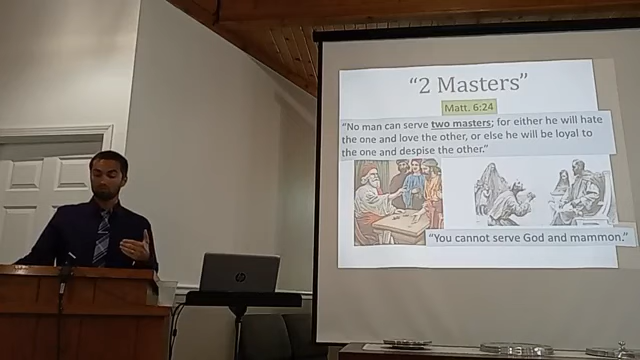 “2 Masters”
Matt. 6:24
“No man can serve two masters; for either he will hate
the one and love the other, or else he will be loyal to
the one and despise the other.”
“You cannot serve God and mammon.”
hp